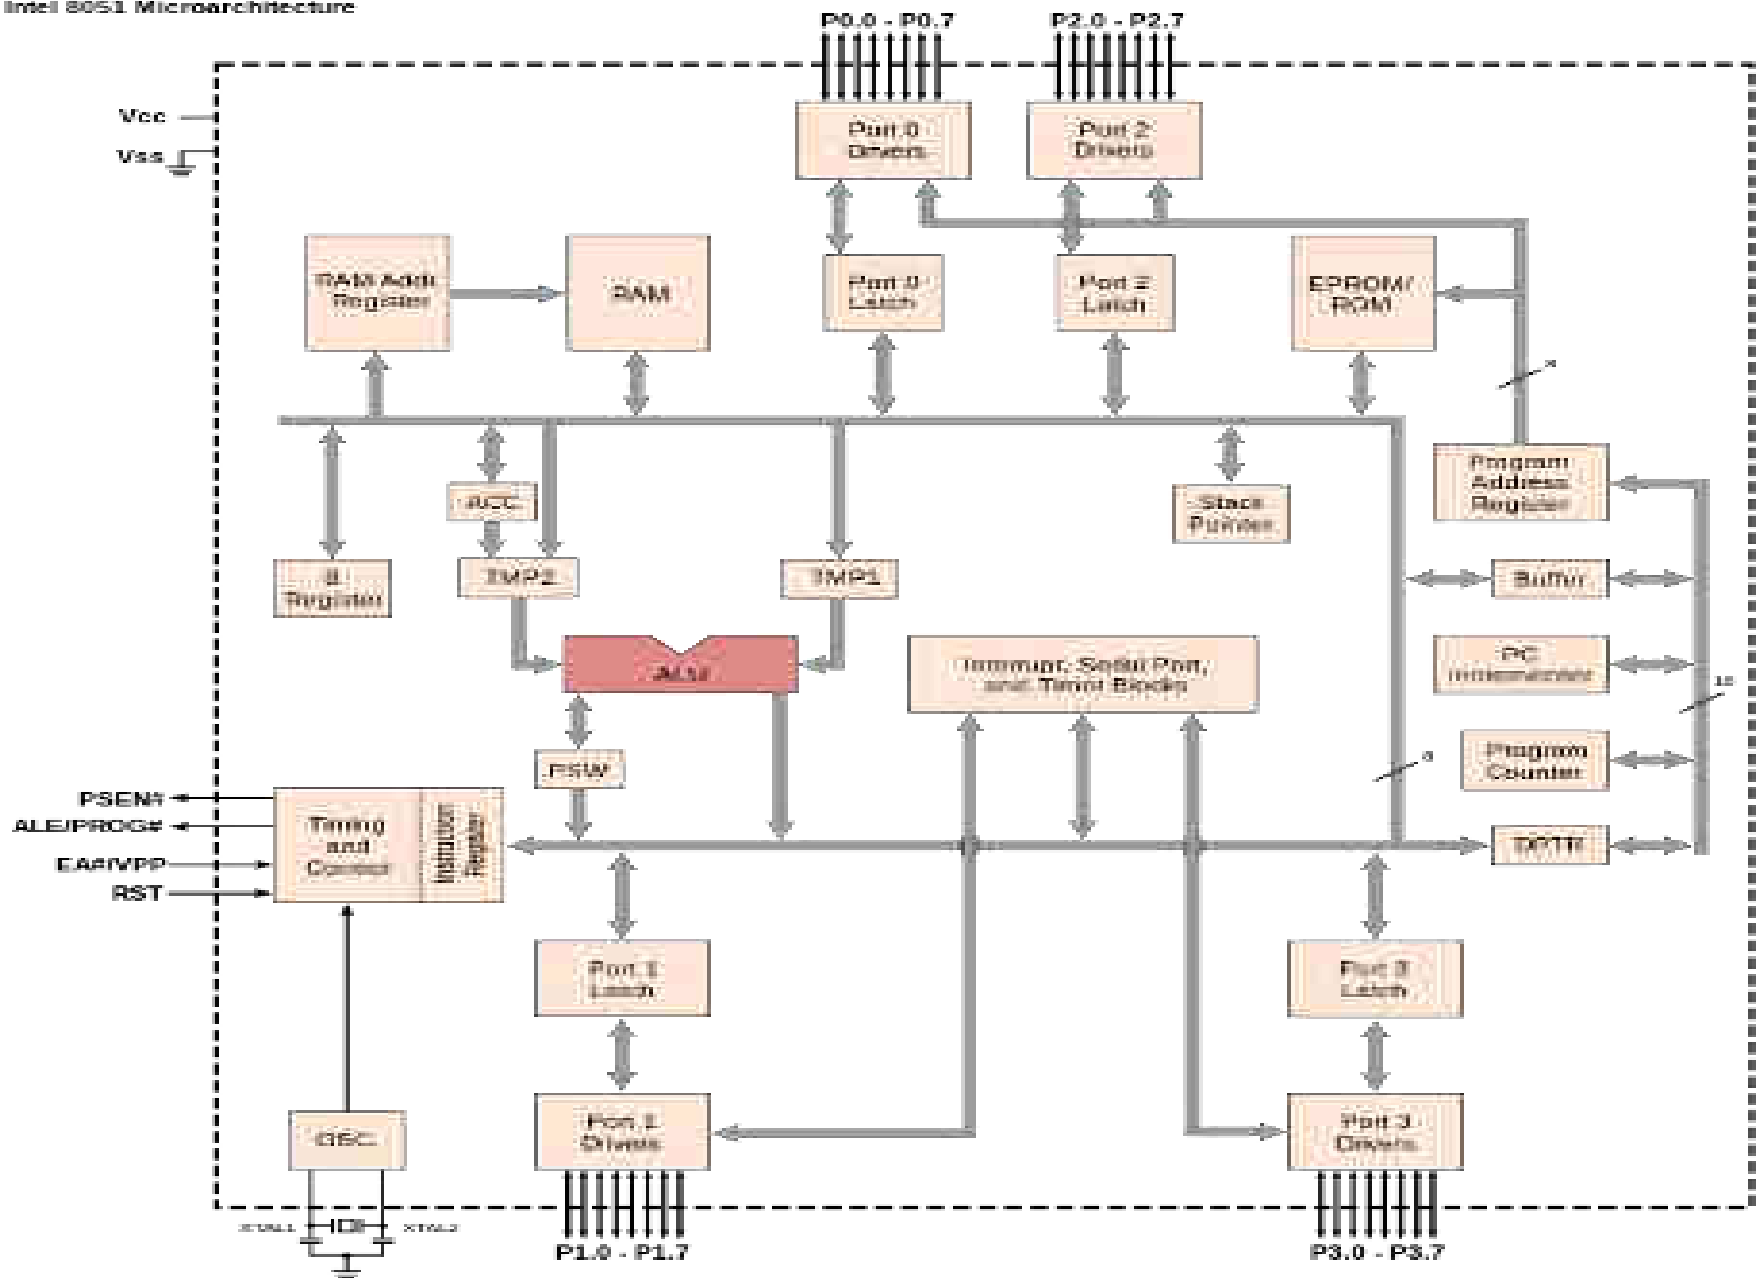 Intel 8051 Microarchitecture
P0.0 - P0.7
P2.0 - P2.7
Vcc
Vss
Port 0
Drivers
Port 2
Drivers
RAM Addr
Register
RAM
Port 0
Latch
Port 2
Latch
EPROM/
ROM
Program
Address
Register
ACC
Stack
Pointer
B
Register
TMP2
TMP1
Buffer
ALU
Interrupt, Serial Port,
and Timer Blocks
PC
Incrementer
16
8
PSW
Program
Counter
PSEN#
ALE/PROG#
EA#/VPP
RST
Timing
and
Control
Instruction
Register
DPTR
Port 1
Latch
Port 3
Latch
OSC
Port 1
Drivers
Port 3
Drivers
XTAL1
XTAL2
P1.0 - P1.7
P3.0 - P3.7